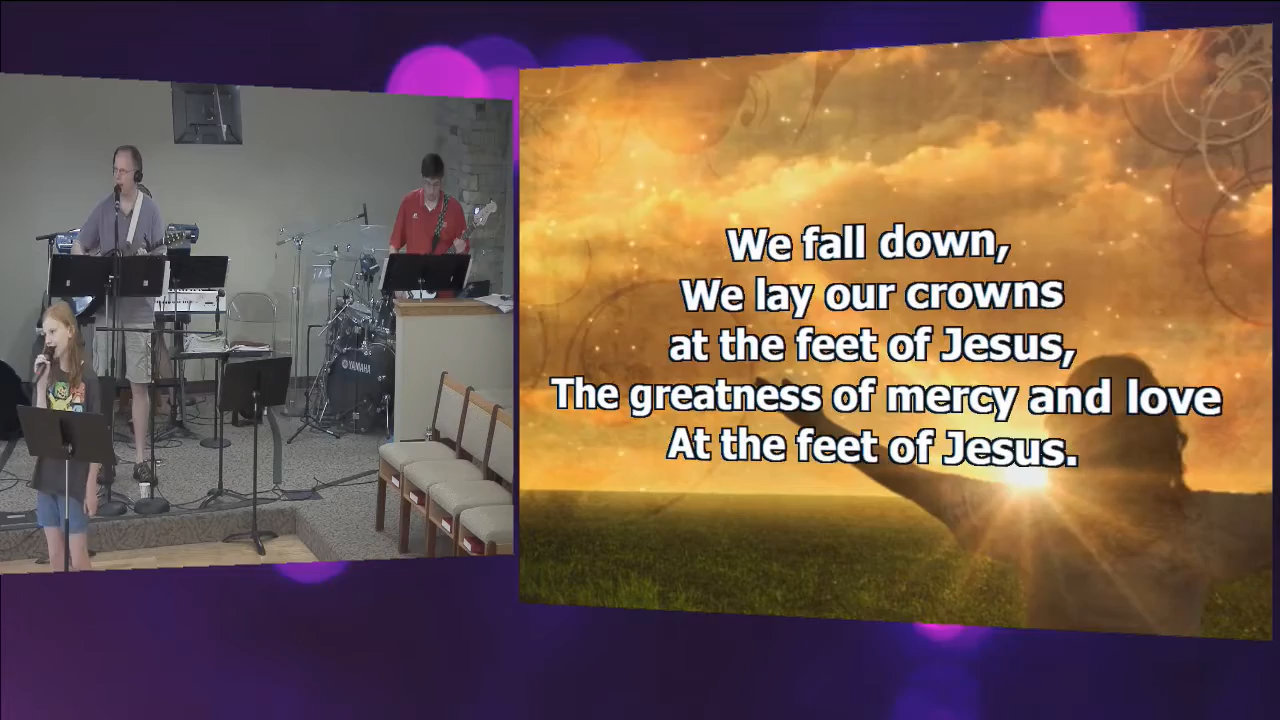 We fall down,
We lay our crowns
at the feet of Jesus,
The greatness of mercy and love
At the feet of Jesus.
YAMAHA